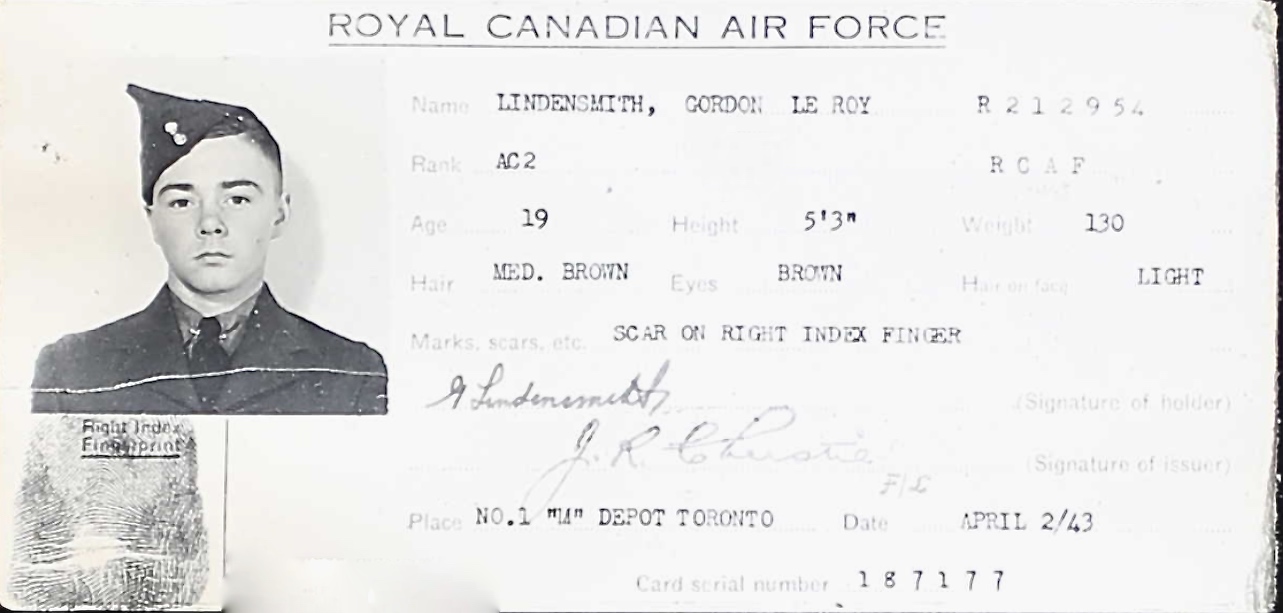 ROYAL CANADIAN AIR FORCE
Name LINDENSMITH, GORDON LE ROY R 2 1 2 9 5 4
Rank AC2 R C A F
Age 19 Height 5'3" Weight 130
Hair MED. BROWN Eyes BROWN Hair on face LIGHT
Marks, scars, etc. SCAR ON RIGHT INDEX FINGER
G Lindensmith (Signature of holder)
J. R. Christie (Signature of issuer)
F/L
Right Index
Fingerprint
Place NO.1 "M" DEPOT TORONTO Date APRIL 2/43
Card serial number 1 8 7 1 7 7